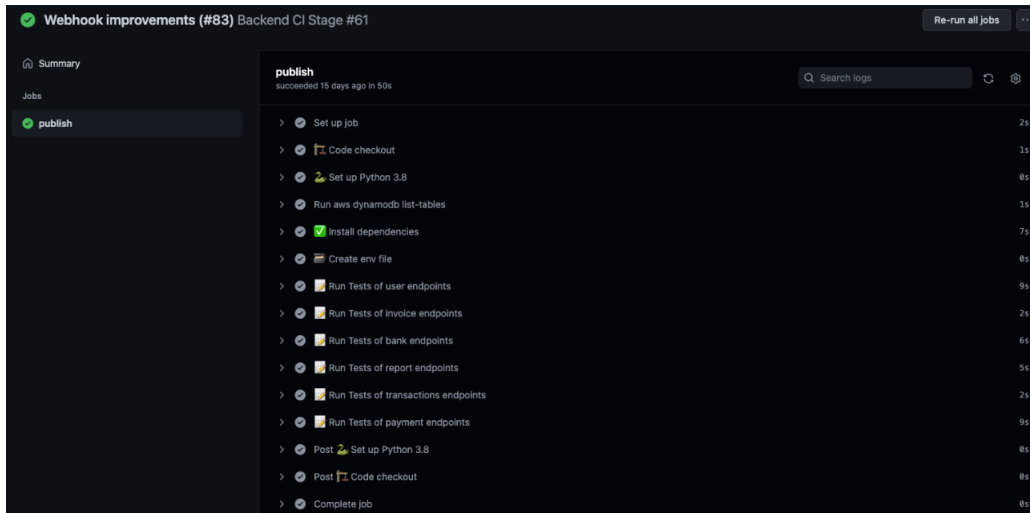 Webhook improvements (#83) Backend CI Stage #61
Re-run all jobs
Summary
Jobs
publish
publish
succeeded 15 days ago in 50s
Search logs
Set up job 2s
Code checkout 1s
Set up Python 3.8 0s
Run aws dynamodb list-tables 1s
Install dependencies 7s
Create env file 0s
Run Tests of user endpoints 9s
Run Tests of invoice endpoints 2s
Run Tests of bank endpoints 6s
Run Tests of report endpoints 5s
Run Tests of transactions endpoints 2s
Run Tests of payment endpoints 9s
Post Set up Python 3.8 0s
Post Code checkout 0s
Complete job 0s